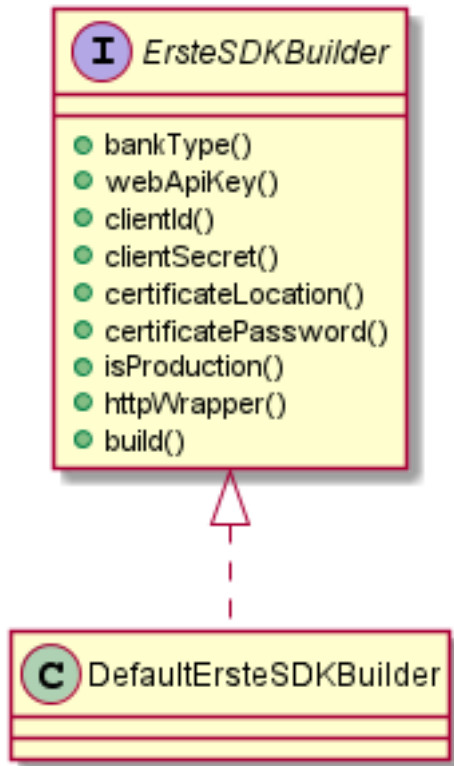 I ErsteSDKBuilder
bankType()
webApiKey()
clientId()
clientSecret()
certificateLocation()
certificatePassword()
isProduction()
httpWrapper()
build()
C DefaultErsteSDKBuilder